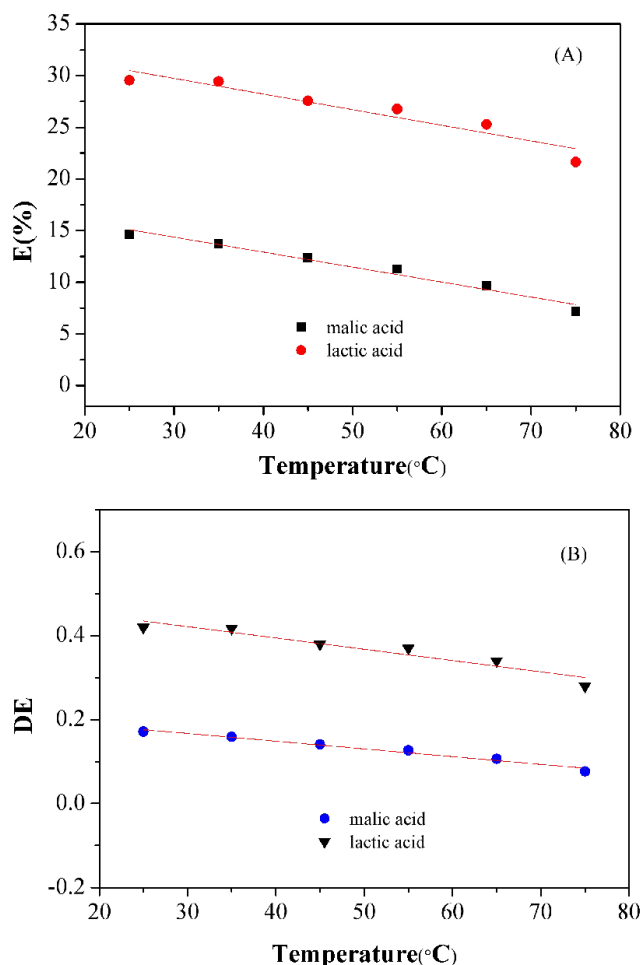 (A)
35
30
25
20
15
10
5
0
E(%)
malic acid
lactic acid
20 30 40 50 60 70 80
Temperature(°C)
(B)
0.6
0.4
0.2
0.0
-0.2
DE
malic acid
lactic acid
20 30 40 50 60 70 80
Temperature(°C)